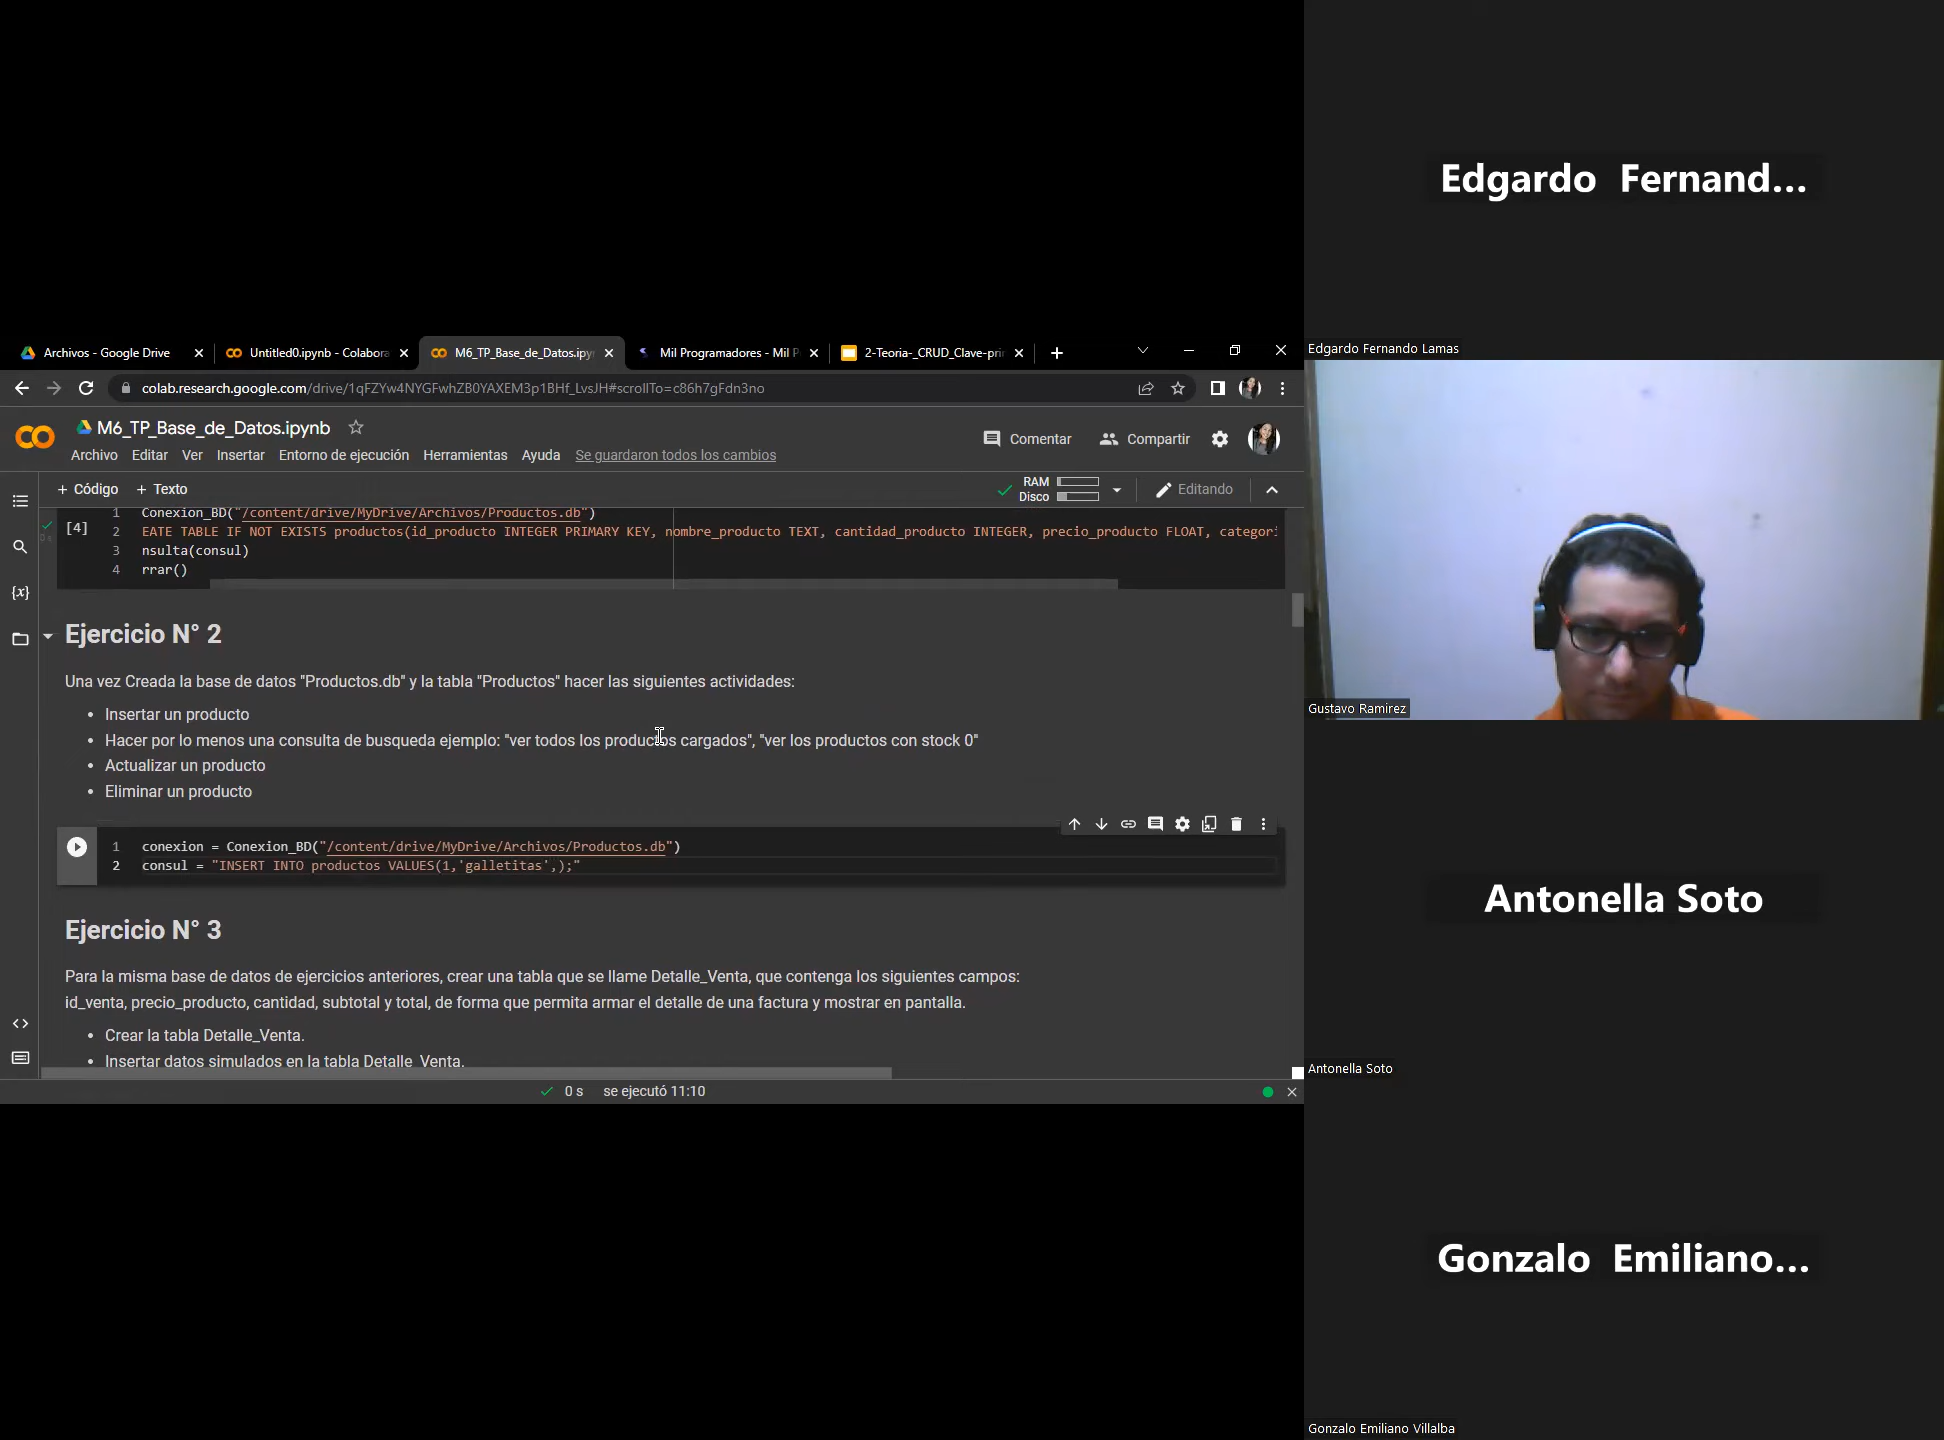 Archivos - Google Drive
Untitled0.ipynb - Colabora
M6_TP_Base_de_Datos.ipy
Mil Programadores - Mil P
2-Teoria-_CRUD_Clave-pri
colab.research.google.com/drive/1qFZYw4NYGFwhZB0YAXEM3p1BHf_LvsJH#scrollTo=c86h7gFdn3no
M6_TP_Base_de_Datos.ipynb
Comentar
Compartir
Archivo Editar Ver Insertar Entorno de ejecución Herramientas Ayuda Se guardaron todos los cambios
+ Código + Texto
RAM
Disco
Editando
[4]
1 Conexion_BD("/content/drive/MyDrive/Archivos/Productos.db")
2 EATE TABLE IF NOT EXISTS productos(id_producto INTEGER PRIMARY KEY, nombre_producto TEXT, cantidad_producto INTEGER, precio_producto FLOAT, categori
3 nsulta(consul)
4 rrar()
Ejercicio N° 2
Una vez Creada la base de datos "Productos.db" y la tabla "Productos" hacer las siguientes actividades:
• Insertar un producto
• Hacer por lo menos una consulta de busqueda ejemplo: "ver todos los productos cargados", "ver los productos con stock 0"
• Actualizar un producto
• Eliminar un producto
1 conexion = Conexion_BD("/content/drive/MyDrive/Archivos/Productos.db")
2 consul = "INSERT INTO productos VALUES(1,'galletitas',);"
Ejercicio N° 3
Para la misma base de datos de ejercicios anteriores, crear una tabla que se llame Detalle_Venta, que contenga los siguientes campos:
id_venta, precio_producto, cantidad, subtotal y total, de forma que permita armar el detalle de una factura y mostrar en pantalla.
• Crear la tabla Detalle_Venta.
• Insertar datos simulados en la tabla Detalle_Venta.
0 s se ejecutó 11:10
Edgardo Fernand...
Edgardo Fernando Lamas
Gustavo Ramirez
Antonella Soto
Antonella Soto
Gonzalo Emiliano...
Gonzalo Emiliano Villalba